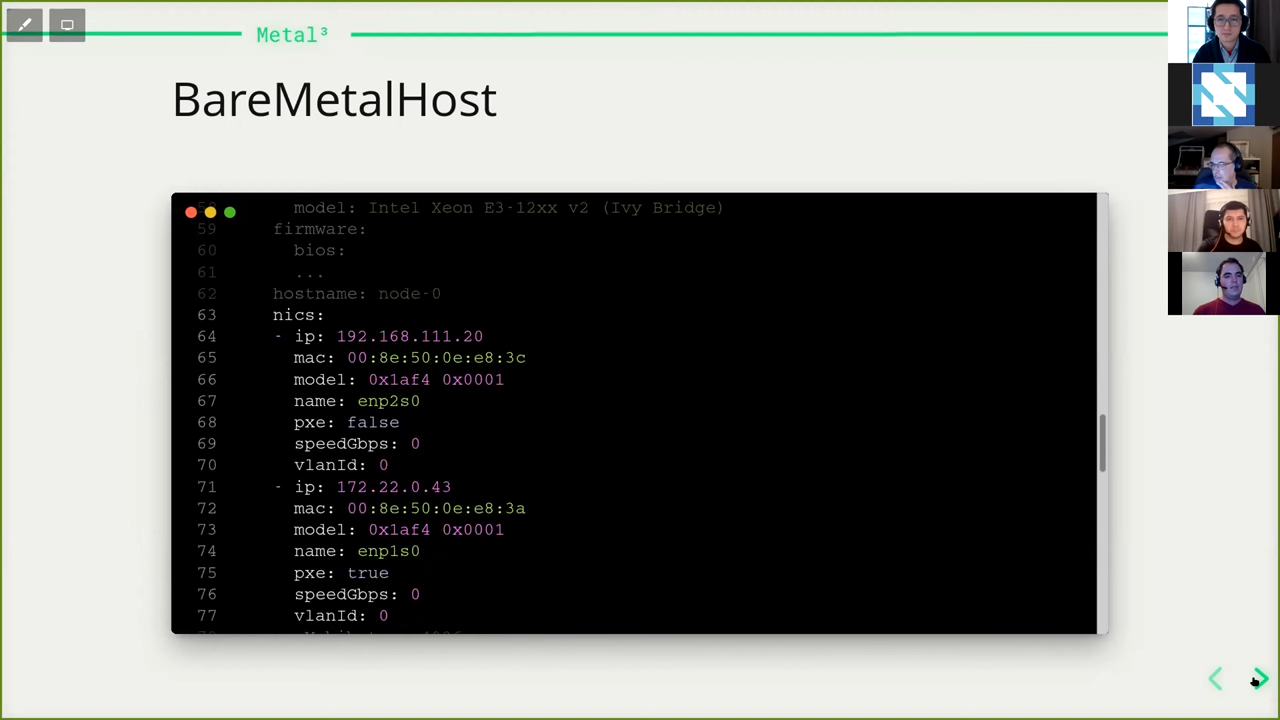 Metal³
BareMetalHost
58 model: Intel Xeon E3-12xx v2 (Ivy Bridge)
59 firmware:
60 bios:
61 ...
62 hostname: node-0
63 nics:
64 - ip: 192.168.111.20
65 mac: 00:8e:50:0e:e8:3c
66 model: 0x1af4 0x0001
67 name: enp2s0
68 pxe: false
69 speedGbps: 0
70 vlanId: 0
71 - ip: 172.22.0.43
72 mac: 00:8e:50:0e:e8:3a
73 model: 0x1af4 0x0001
74 name: enp1s0
75 pxe: true
76 speedGbps: 0
77 vlanId: 0